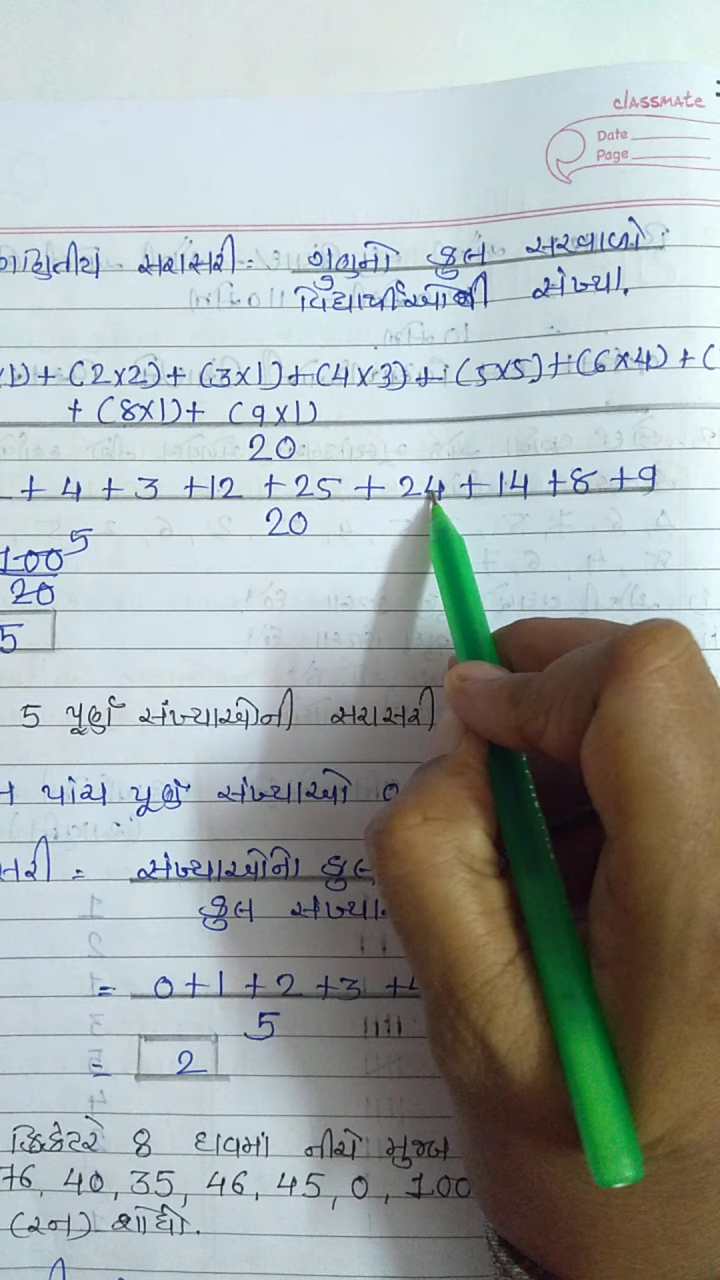 classmate
Date
Page
સરાસરી = ગુણનો કુલ સરવાળો
વિદ્યાર્થીઓની સંખ્યા.
×1) + (2×2) + (3×1) + (4×3) + (5×5) + (6×4) + (
+ (8×1) + (9×1)
20
+ 4 + 3 +12 +25 + 24 +14 +8 +9
20
100 5
20
5
5 પૂર્ણ સંખ્યાઓની સરાસરી
પાંચ પૂર્ણ સંખ્યાઓ 0
= સંખ્યાઓનો કુલ
કુલ સંખ્યા.
= 0+1+2+3+4
5
= 2
ક્રિકેટરે 8 દાવમાં નીચે મુજબ
76, 40, 35, 46, 45, 0, 100
(રન) શોધો.